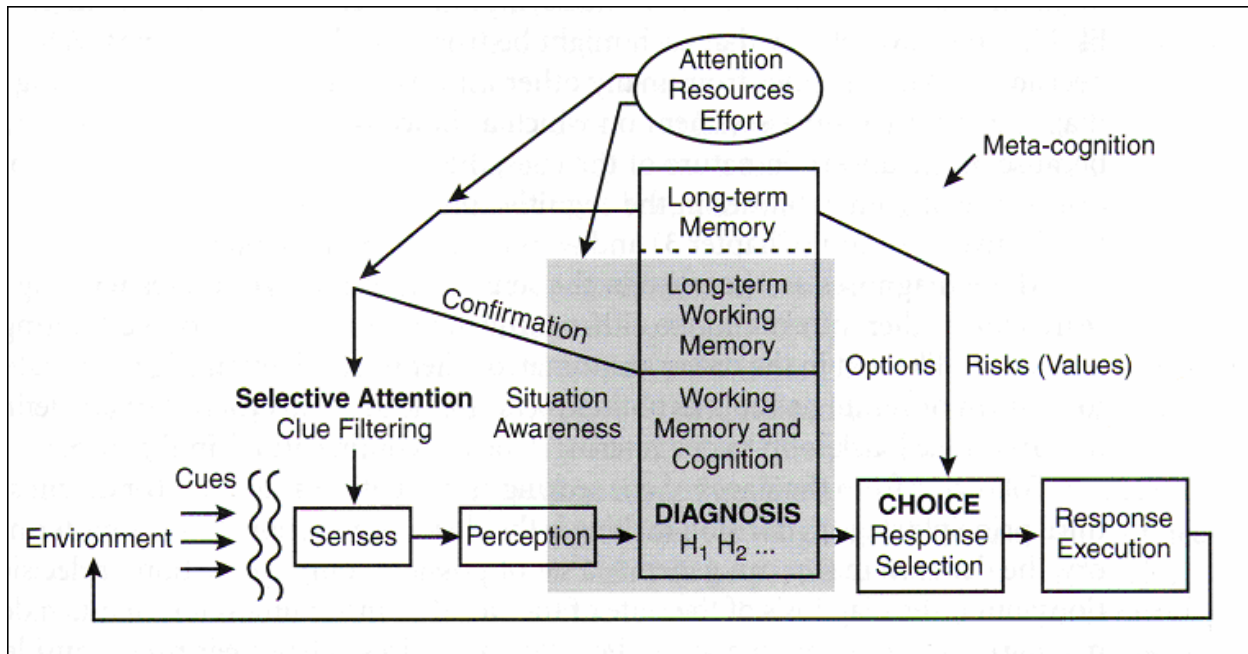 Attention
Resources
Effort
Meta-cognition
Long-term
Memory
Long-term
Working
Memory
Confirmation
Options
Risks (Values)
Selective Attention
Clue Filtering
Situation
Awareness
Working
Memory and
Cognition
Cues
Environment
Senses
Perception
DIAGNOSIS
H₁ H₂ ...
CHOICE
Response
Selection
Response
Execution